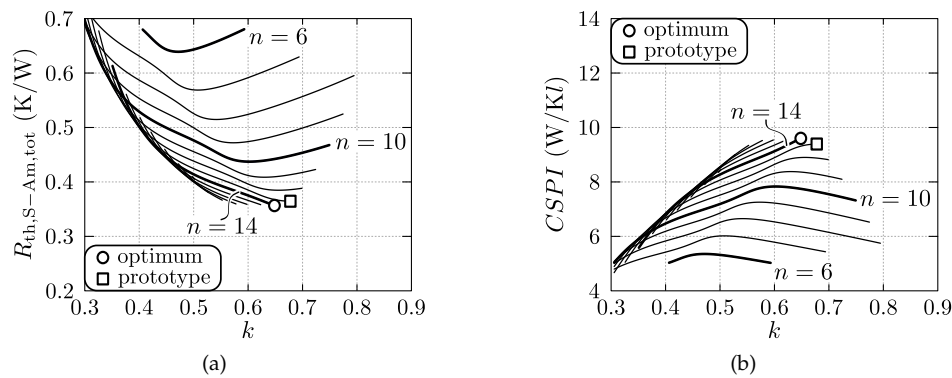 0.7
0.6
0.5
0.4
0.3
0.2
R_th,S−Am,tot (K/W)
n = 6
n = 10
n = 14
optimum
prototype
0.3 0.4 0.5 0.6 0.7 0.8 0.9
k
(a)
14
12
10
8
6
4
CSPI (W/Kl)
optimum
prototype
n = 14
n = 10
n = 6
0.3 0.4 0.5 0.6 0.7 0.8 0.9
k
(b)